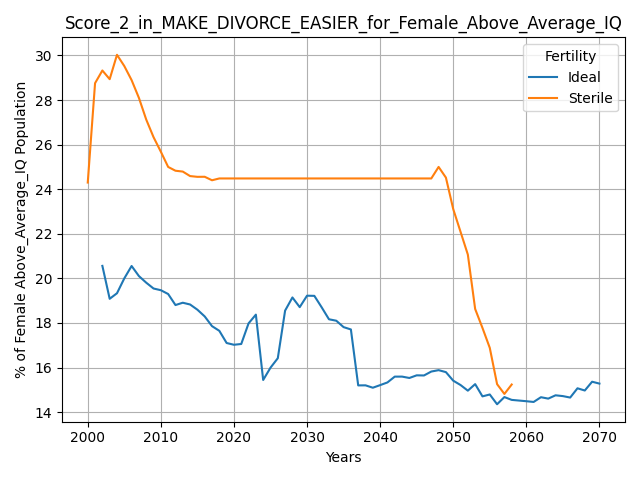 Score_2_in_MAKE_DIVORCE_EASIER_for_Female_Above_Average_IQ
Fertility
Ideal
Sterile
% of Female Above_Average_IQ Population
30
28
26
24
22
20
18
16
14
2000 2010 2020 2030 2040 2050 2060 2070
Years